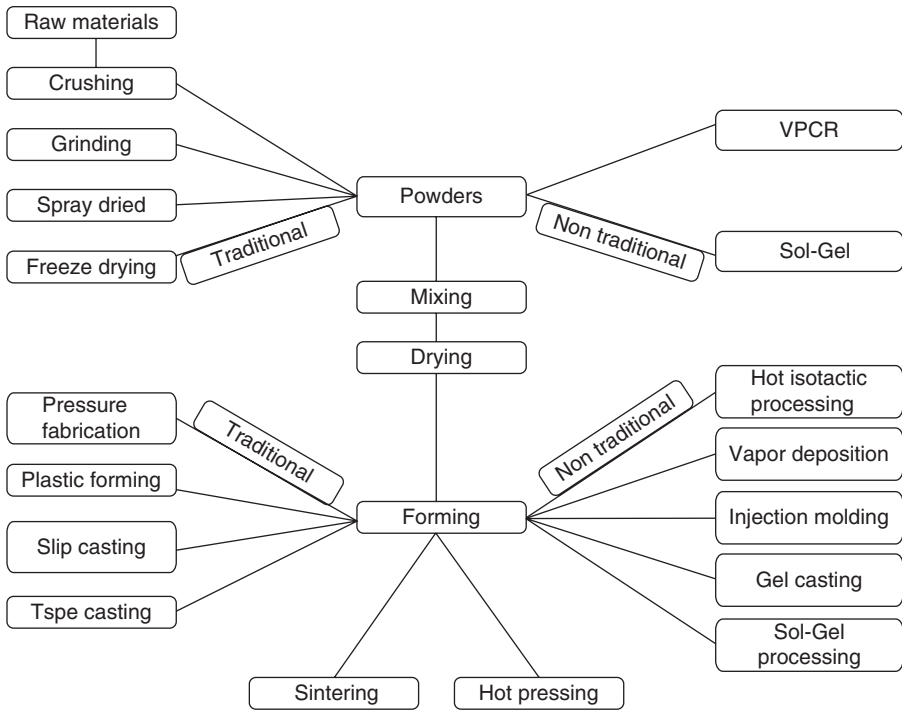 Raw materials
Crushing
Grinding
Spray dried
Freeze drying
Traditional
Powders
VPCR
Non traditional
Sol-Gel
Mixing
Drying
Pressure
fabrication
Traditional
Plastic forming
Slip casting
Tspe casting
Forming
Non traditional
Hot isotactic
processing
Vapor deposition
Injection molding
Gel casting
Sol-Gel
processing
Sintering
Hot pressing